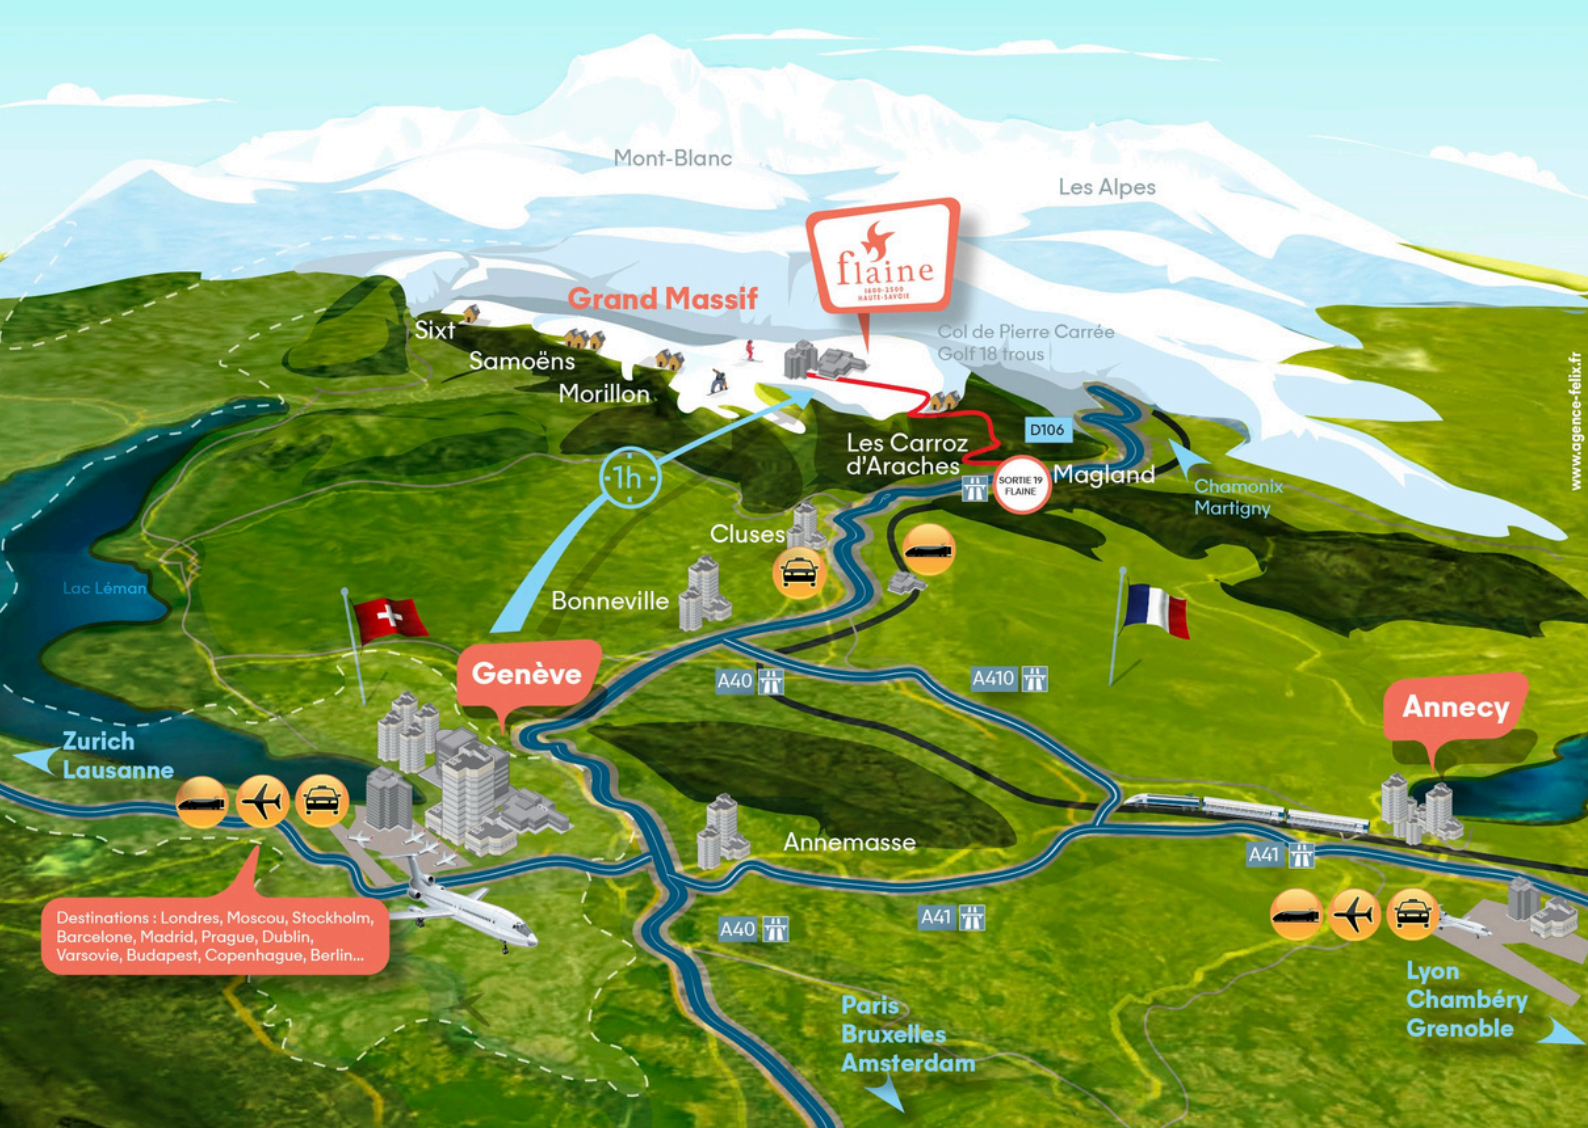 Mont-Blanc
Les Alpes
flaine
1600-2500
HAUTE-SAVOIE
Grand Massif
Col de Pierre Carrée
Golf 18 trous
Sixt
Samoëns
Morillon
www.agence-felix.fr
D106
Les Carroz
d'Araches
1h
SORTIE 19
FLAINE
Magland
Chamonix
Martigny
Cluses
Lac Léman
Bonneville
Genève
A40
A410
Annecy
Zurich
Lausanne
Annemasse
A41
Destinations : Londres, Moscou, Stockholm,
Barcelone, Madrid, Prague, Dublin,
Varsovie, Budapest, Copenhague, Berlin...
A40
A41
Lyon
Chambéry
Grenoble
Paris
Bruxelles
Amsterdam